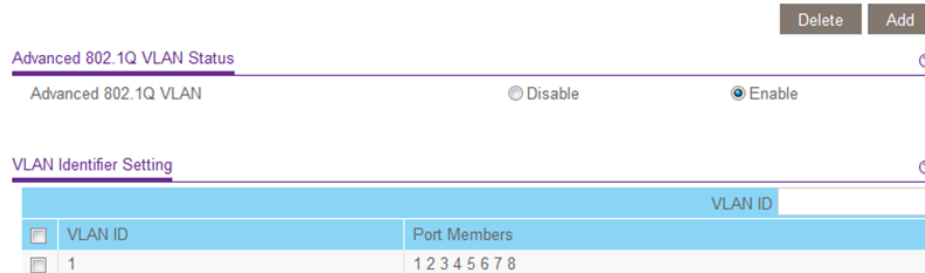 Delete Add
Advanced 802.1Q VLAN Status
Advanced 802.1Q VLAN Disable Enable
VLAN Identifier Setting
VLAN ID
VLAN ID Port Members
1 1 2 3 4 5 6 7 8